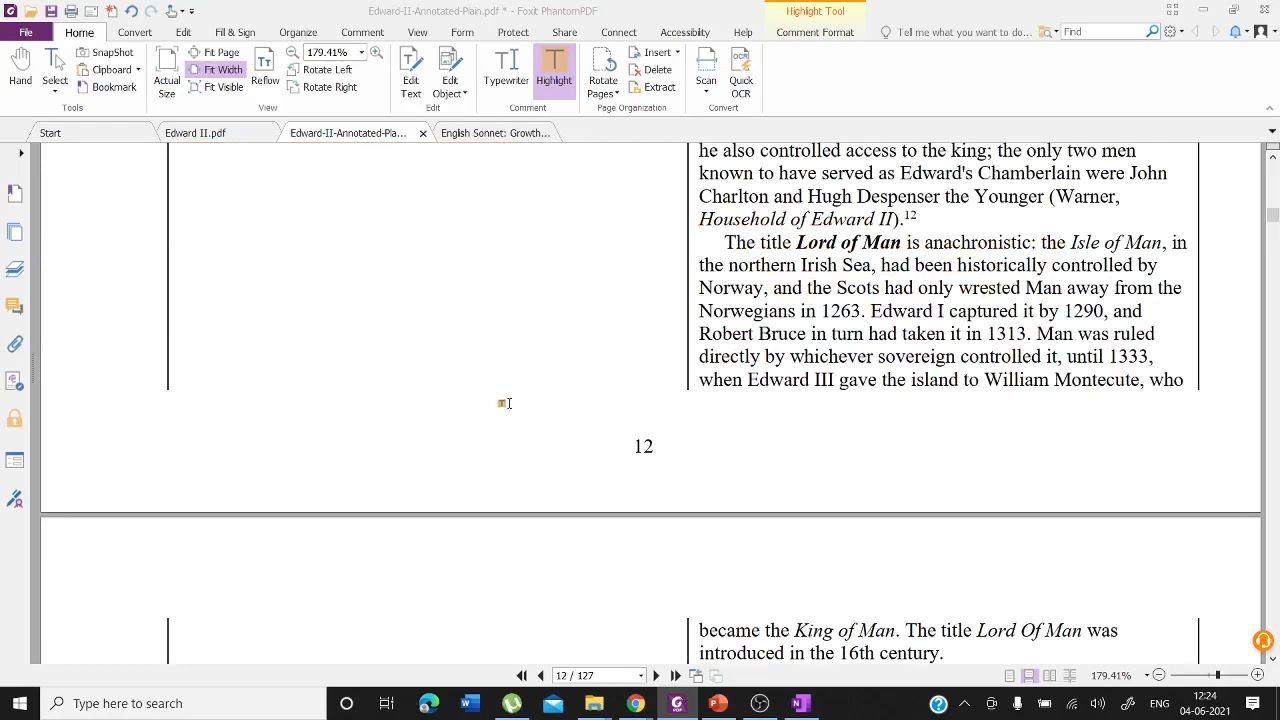 Edward-II-Annotated-Plain.pdf * - Foxit PhantomPDF
Highlight Tool
File Home Convert Edit Fill & Sign Organize Comment View Form Protect Share Connect Accessibility Help Comment Format Tell me what you want to do... Find
Hand
Select
SnapShot
Clipboard
Bookmark
Tools
Actual Size
Fit Page
Fit Width
Fit Visible
Reflow
179.41%
Rotate Left
Rotate Right
View
Edit Text
Edit Object
Edit
Typewriter
Highlight
Comment
Rotate Pages
Insert
Delete
Extract
Page Organization
Scan
Quick OCR
Convert
Start
Edward II.pdf
Edward-II-Annotated-Pla...
English Sonnet: Growth...
he also controlled access to the king; the only two men
known to have served as Edward's Chamberlain were John
Charlton and Hugh Despenser the Younger (Warner,
Household of Edward II).12
The title Lord of Man is anachronistic: the Isle of Man, in
the northern Irish Sea, had been historically controlled by
Norway, and the Scots had only wrested Man away from the
Norwegians in 1263. Edward I captured it by 1290, and
Robert Bruce in turn had taken it in 1313. Man was ruled
directly by whichever sovereign controlled it, until 1333,
when Edward III gave the island to William Montecute, who
12
became the King of Man. The title Lord Of Man was
introduced in the 16th century.
12 / 127
179.41%
Type here to search
ENG
12:24
04-06-2021